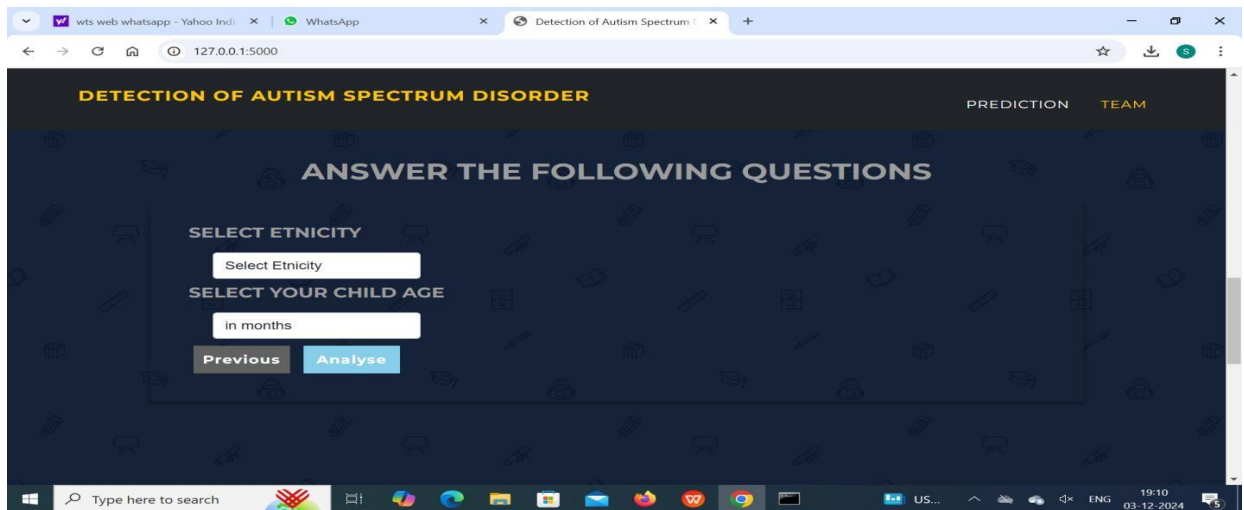 wts web whatsapp - Yahoo Indi
WhatsApp
Detection of Autism Spectrum
127.0.0.1:5000
S
DETECTION OF AUTISM SPECTRUM DISORDER
PREDICTION TEAM
ANSWER THE FOLLOWING QUESTIONS
SELECT ETNICITY
Select Etnicity
SELECT YOUR CHILD AGE
in months
Previous Analyse
Type here to search
US...
ENG
19:10
03-12-2024
5